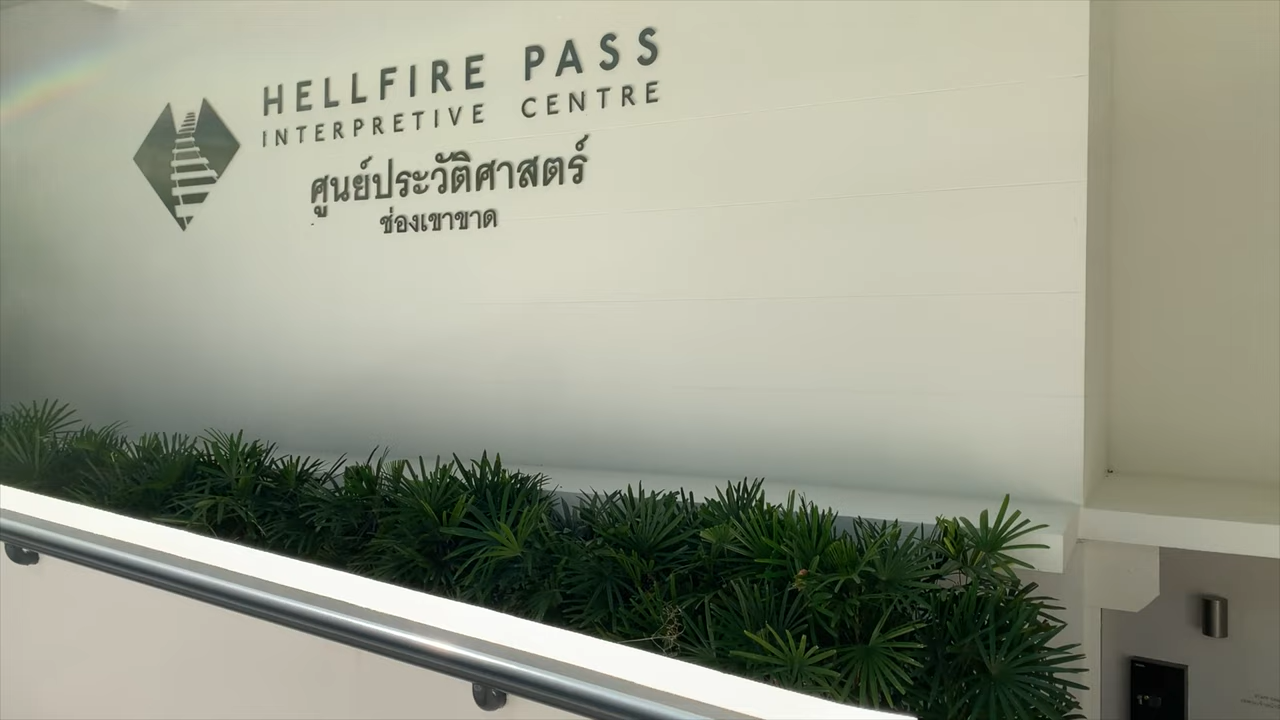 HELLFIRE PASS
INTERPRETIVE CENTRE
ศูนย์ประวัติศาสตร์
ช่องเขาขาด